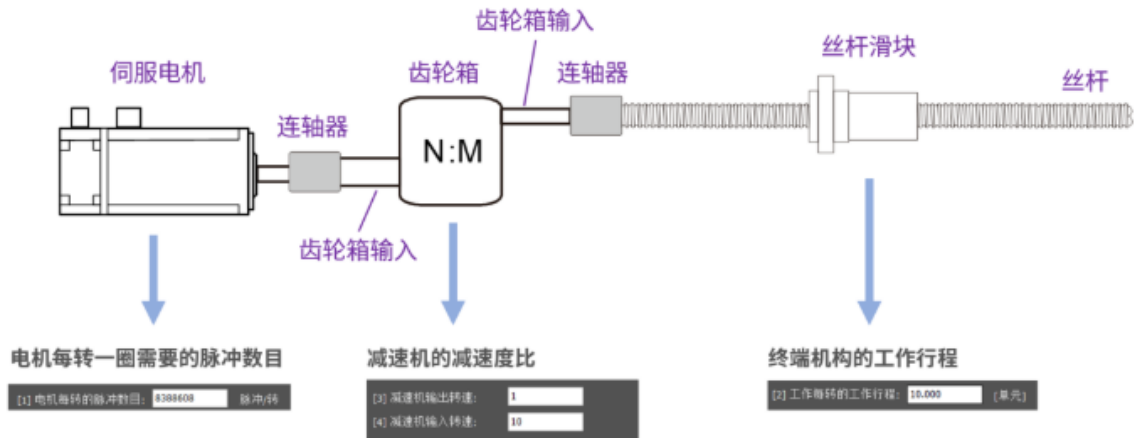 齿轮箱输入
伺服电机
齿轮箱
连轴器
丝杆滑块
丝杆
连轴器
N:M
齿轮箱输入
电机每转一圈需要的脉冲数目
减速机的减速度比
终端机构的工作行程
[1] 电机每转的脉冲数目: 8388608 脉冲/转
[3] 减速机输出转速: 1
[4] 减速机输入转速: 10
[2] 工作每转的工作行程: 10.000 [单元]